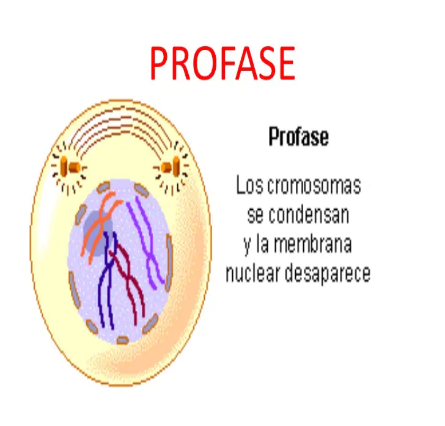 PROFASE
Profase
Los cromosomas
se condensan
y la membrana
nuclear desaparece